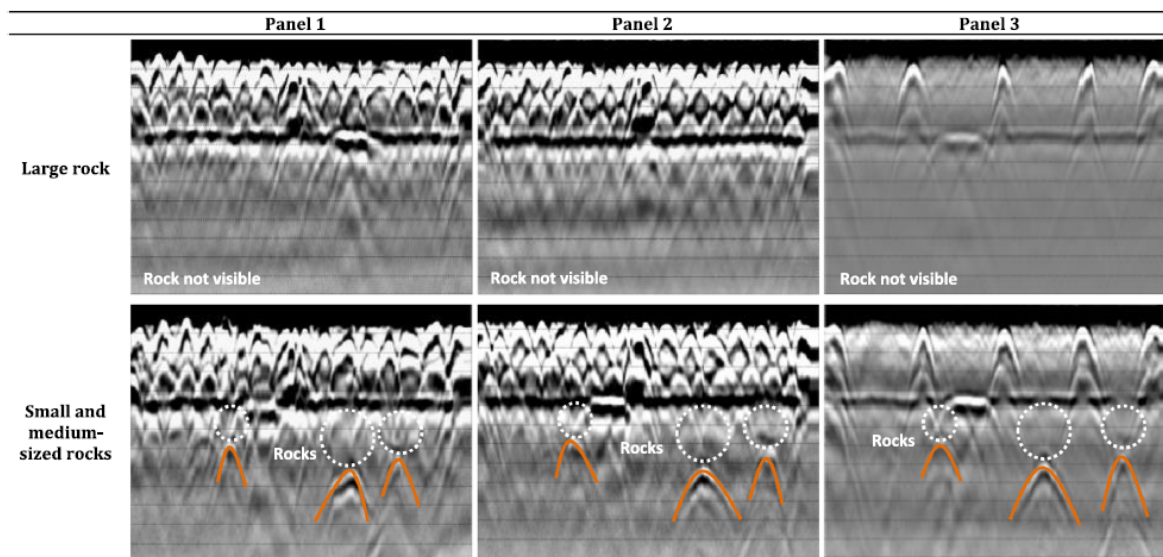 Panel 1 Panel 2 Panel 3
Large rock
Rock not visible Rock not visible Rock not visible
Small and
medium-
sized rocks
Rocks Rocks Rocks